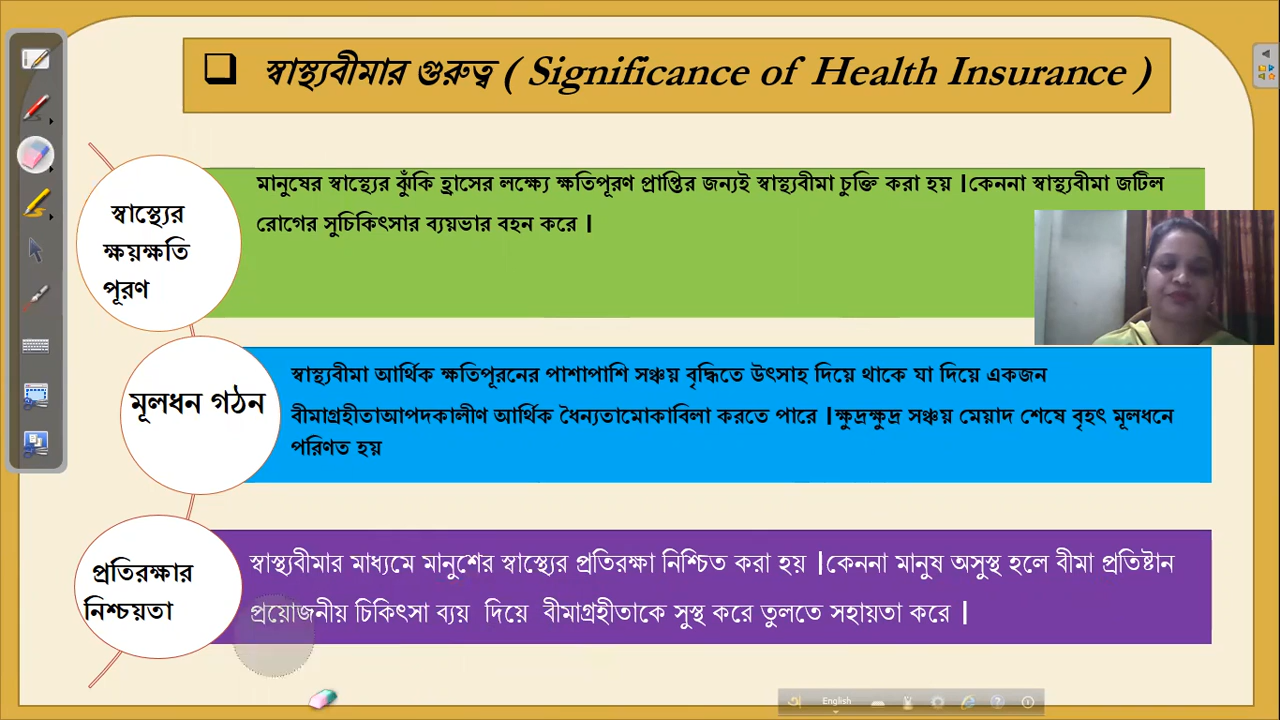 স্বাস্থ্যবীমার গুরুত্ব ( Significance of Health Insurance )
স্বাস্থ্যের
ক্ষয়ক্ষতি
পূরণ
মানুষের স্বাস্থ্যের ঝুঁকি হ্রাসের লক্ষ্যে ক্ষতিপূরণ প্রাপ্তির জন্যই স্বাস্থ্যবীমা চুক্তি করা হয় |কেননা স্বাস্থ্যবীমা জটিল
রোগের সুচিকিৎসার ব্যয়ভার বহন করে |
মূলধন গঠন
স্বাস্থ্যবীমা আর্থিক ক্ষতিপূরনের পাশাপাশি সঞ্চয় বৃদ্ধিতে উৎসাহ দিয়ে থাকে যা দিয়ে একজন
বীমাগ্রহীতাআপদকালীণ আর্থিক ধৈন্যতামোকাবিলা করতে পারে |ক্ষুদ্রক্ষুদ্র সঞ্চয় মেয়াদ শেষে বৃহৎ মূলধনে
পরিণত হয়
প্রতিরক্ষার
নিশ্চয়তা
স্বাস্থ্যবীমার মাধ্যমে মানুশের স্বাস্থ্যের প্রতিরক্ষা নিশ্চিত করা হয় |কেননা মানুষ অসুস্থ হলে বীমা প্রতিষ্টান
প্রয়োজনীয় চিকিৎসা ব্যয় দিয়ে বীমাগ্রহীতাকে সুস্থ করে তুলতে সহায়তা করে |
অ English